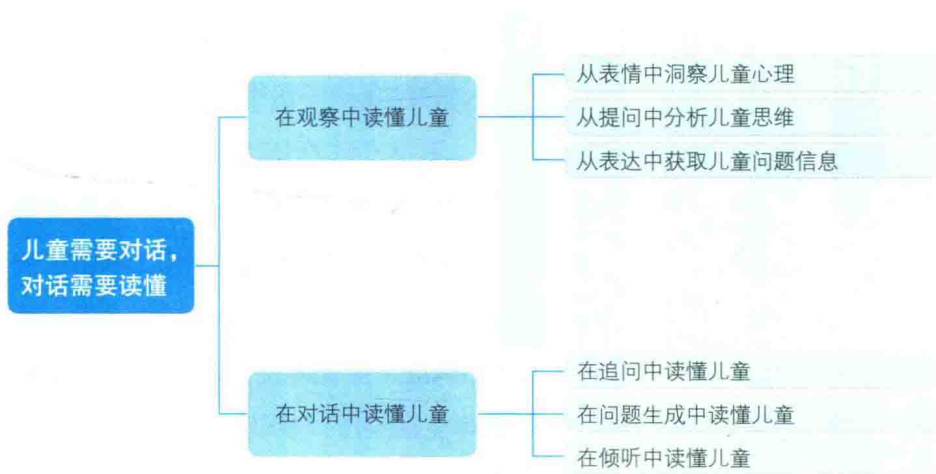 儿童需要对话，
对话需要读懂
在观察中读懂儿童
从表情中洞察儿童心理
从提问中分析儿童思维
从表达中获取儿童问题信息
在对话中读懂儿童
在追问中读懂儿童
在问题生成中读懂儿童
在倾听中读懂儿童